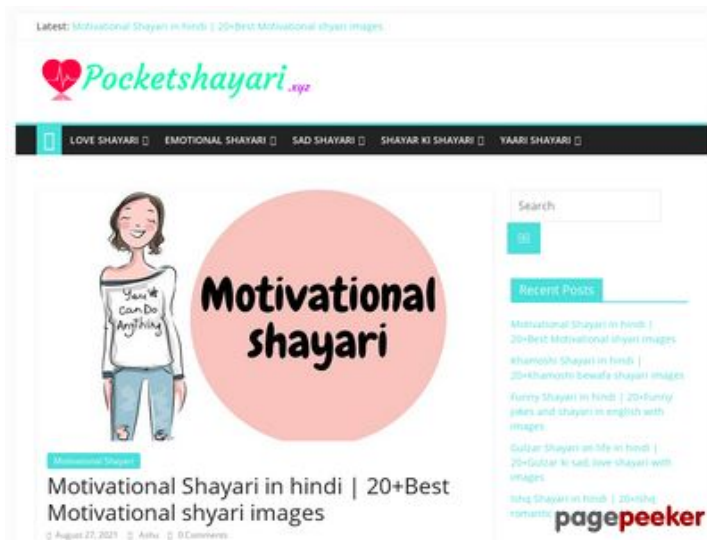 Latest: Motivational Shayari in hindi | 20+Best Motivational shyari images
Pocketshayari.xyz
LOVE SHAYARI EMOTIONAL SHAYARI SAD SHAYARI SHAYAR KI SHAYARI YAARI SHAYARI
You
Can Do
Anything
Motivational
shayari
Motivational Shayari
Motivational Shayari in hindi | 20+Best
Motivational shyari images
August 27, 2021 Ashu 0 Comments
Search
Recent Posts
Motivational Shayari in hindi |
20+Best Motivational shyari images
Khamoshi Shayari in hindi |
20+Khamoshi bewafa shayari images
Funny Shayari in hindi | 20+Funny
jokes and shayari in english with
images
Gulzar Shayari on life in hindi |
20+Gulzar ki sad, love shayari with
images
Ishq Shayari in hindi | 20+Ishq
romantic
pagepeeker